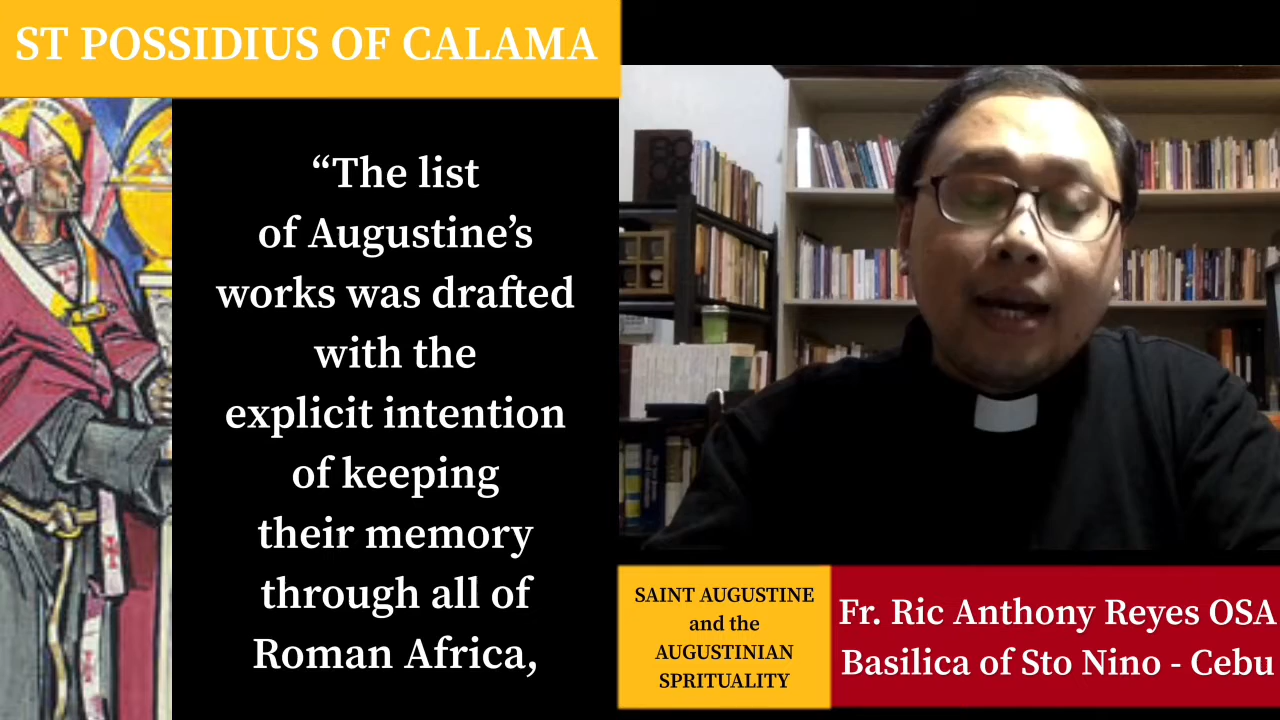 ST POSSIDIUS OF CALAMA
“The list
of Augustine’s
works was drafted
with the
explicit intention
of keeping
their memory
through all of
Roman Africa,
SAINT AUGUSTINE
and the
AUGUSTINIAN
SPRITUALITY
Fr. Ric Anthony Reyes OSA
Basilica of Sto Nino - Cebu